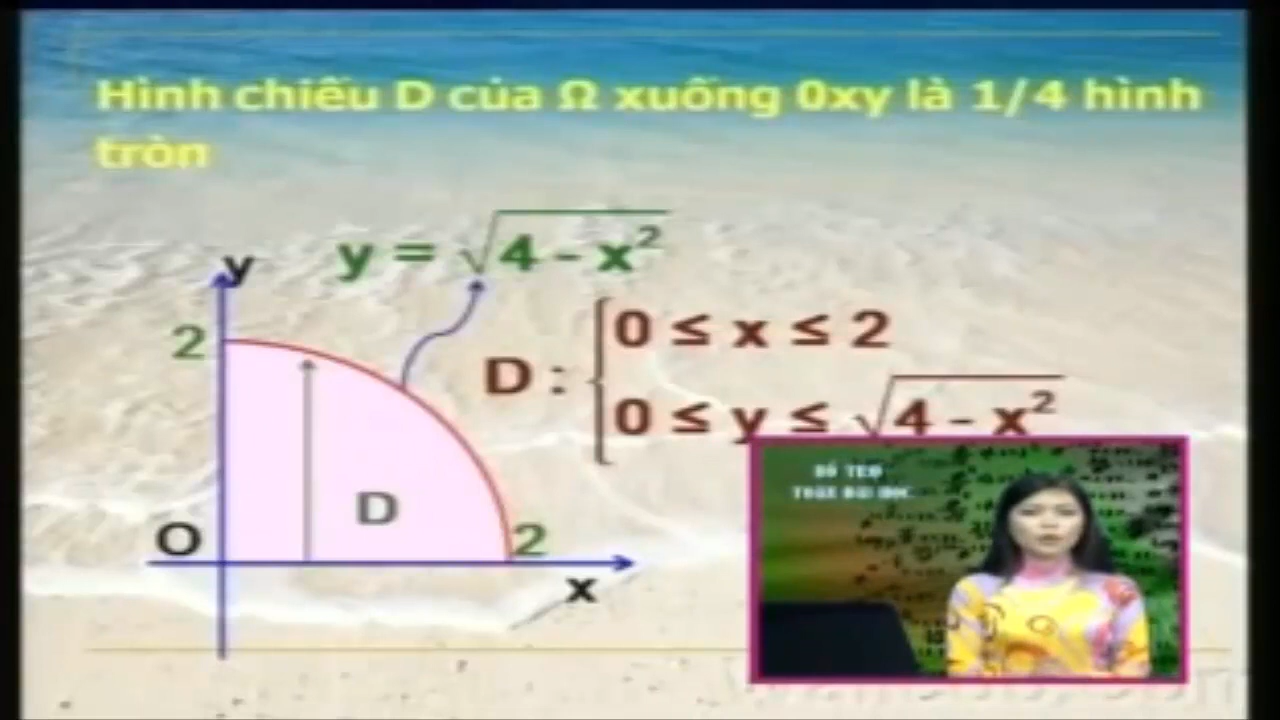 Hình chiếu D của Ω xuống 0xy là 1/4 hình
tròn
y = √4 - x²
y
2
D : { 0 ≤ x ≤ 2
0 ≤ y ≤ √4 - x²
D
O
2
x